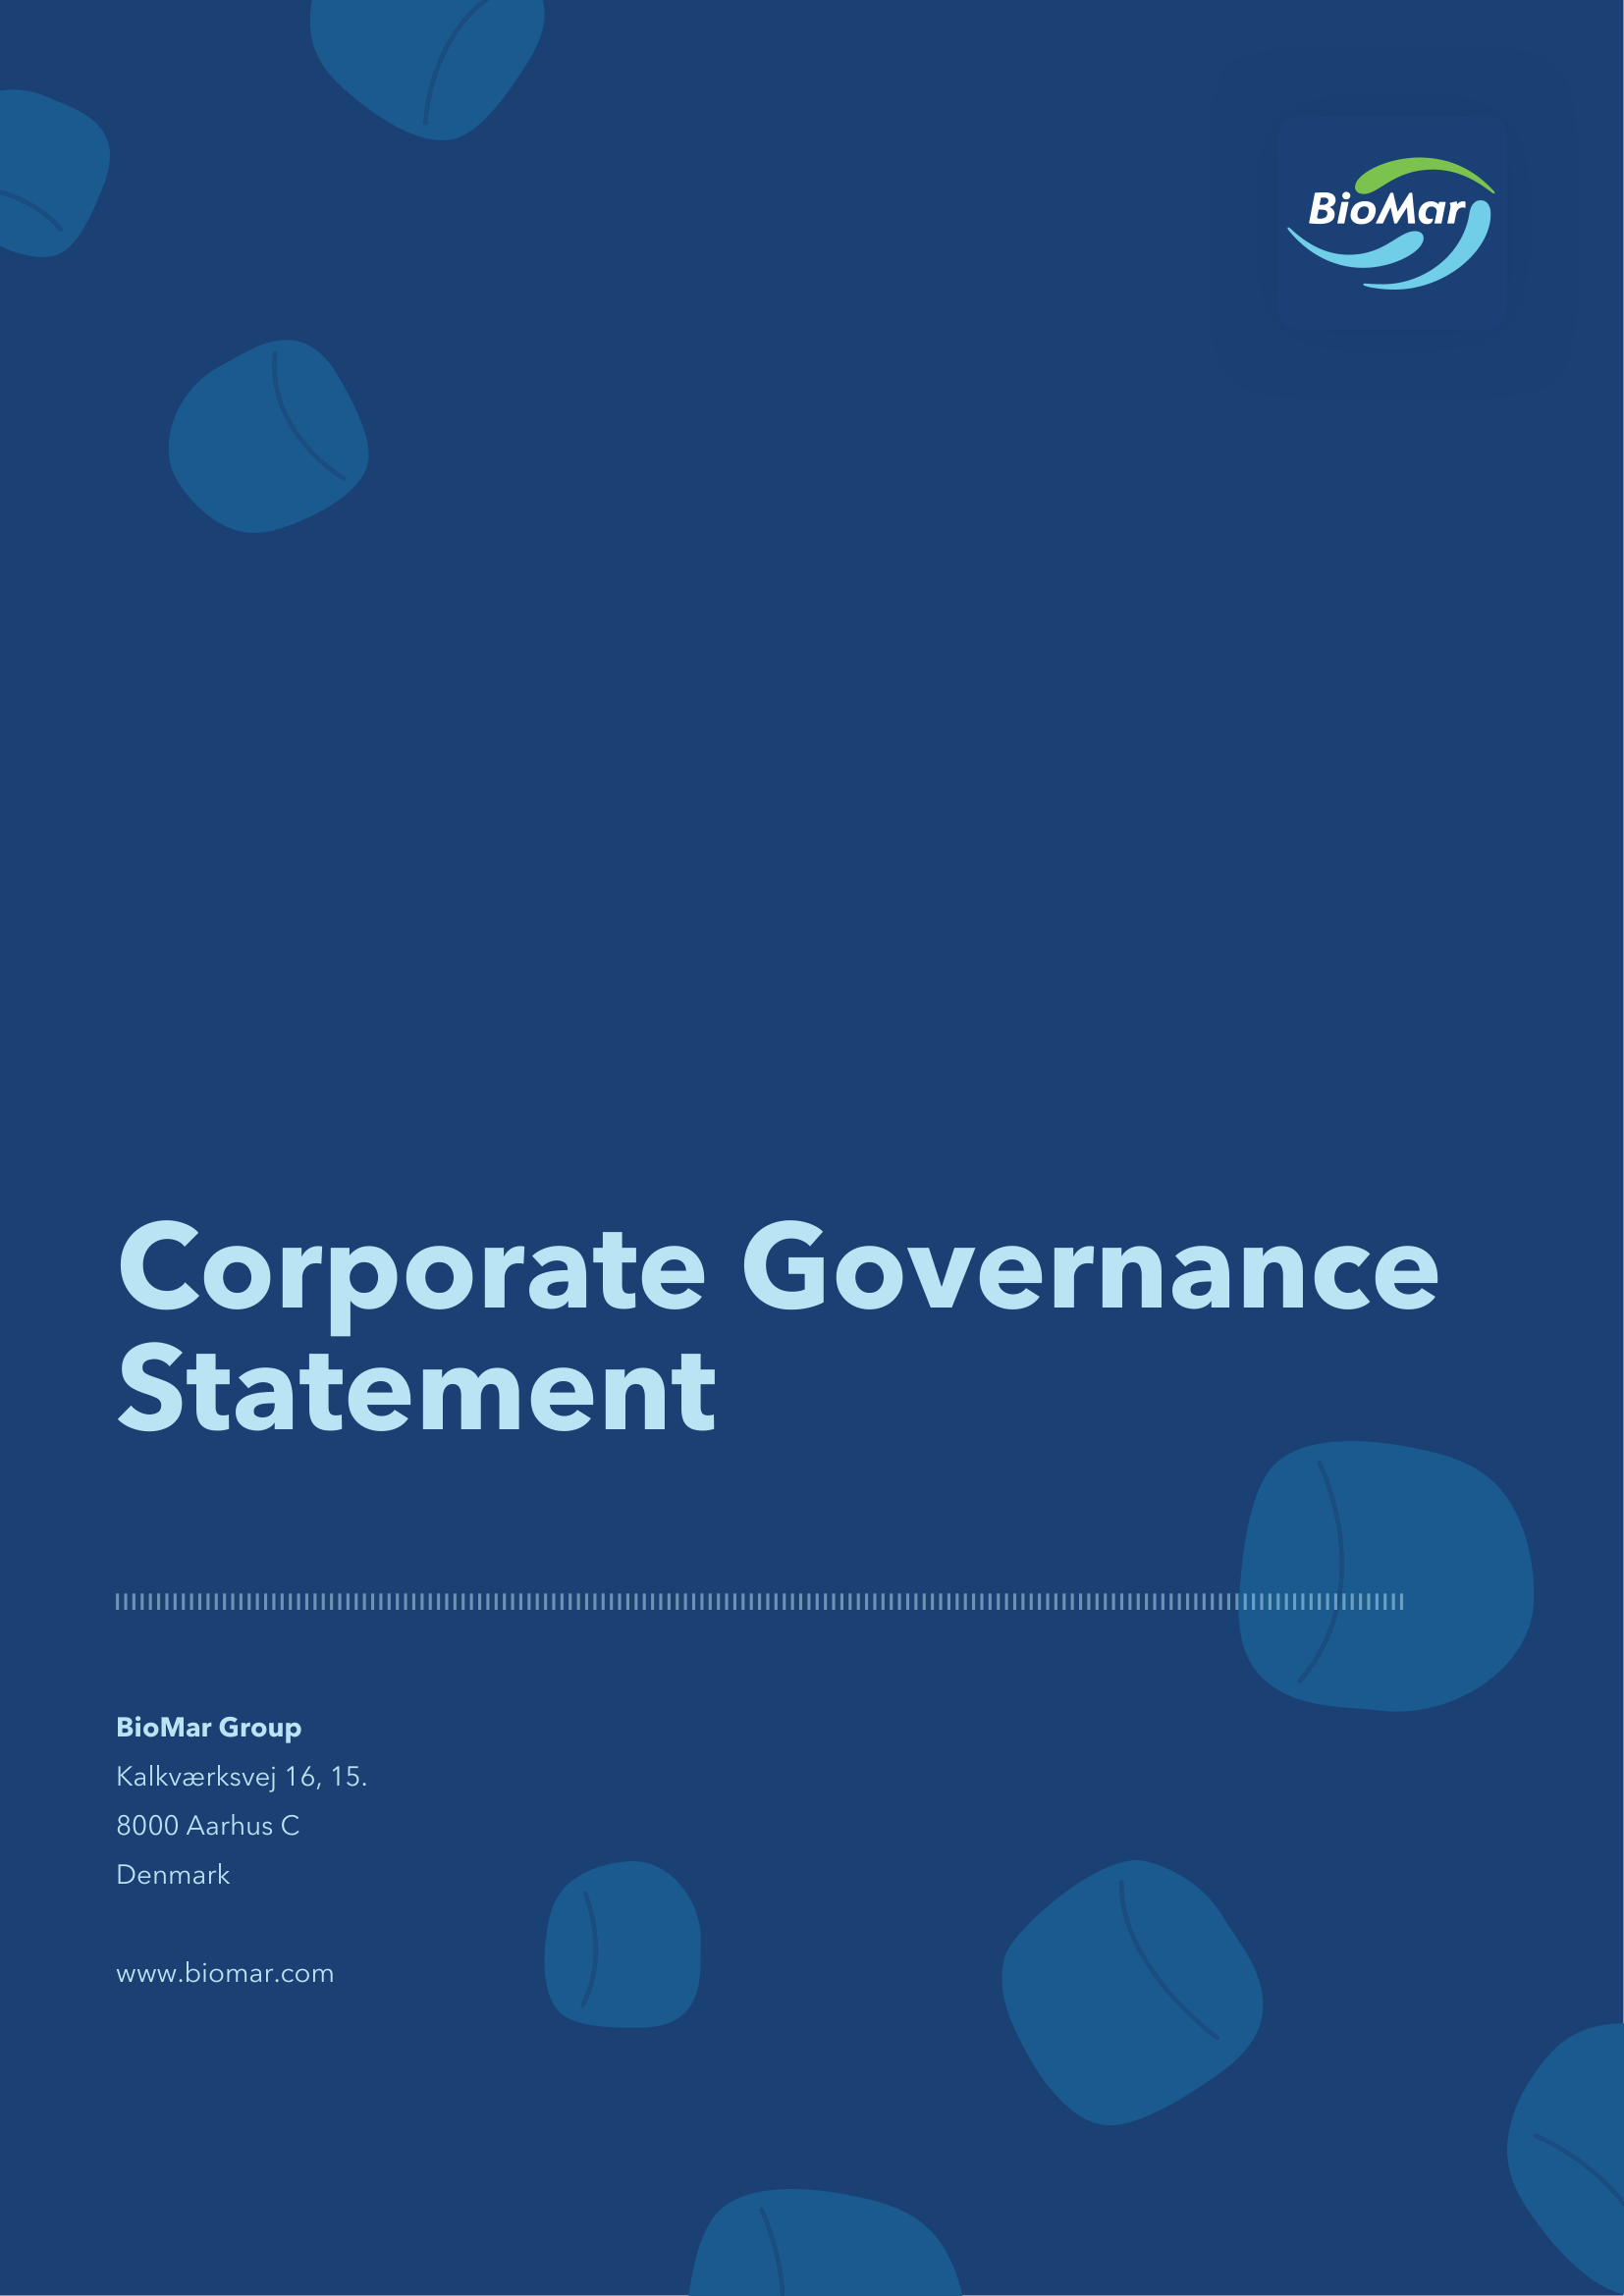 BioMar
Corporate Governance
Statement
BioMar Group
Kalkværksvej 16, 15.
8000 Aarhus C
Denmark
www.biomar.com